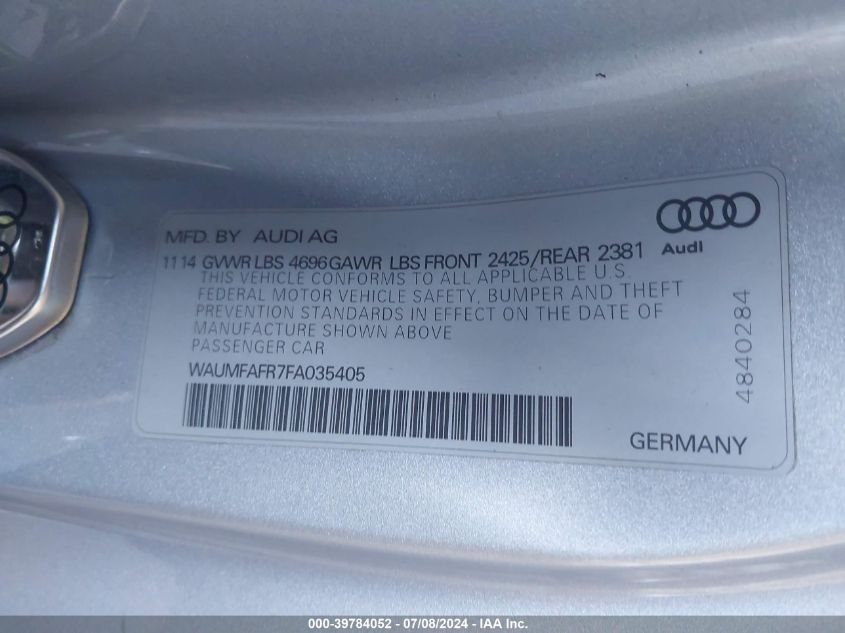 MFD. BY AUDI AG
11 14 GVWR LBS 4696 GAWR LBS FRONT 2425/REAR 2381
THIS VEHICLE CONFORMS TO ALL APPLICABLE U.S.
FEDERAL MOTOR VEHICLE SAFETY, BUMPER AND THEFT
PREVENTION STANDARDS IN EFFECT ON THE DATE OF
MANUFACTURE SHOWN ABOVE
PASSENGER CAR
WAUMFAFR7FA035405
Audi
4840284
GERMANY
000-39784052 - 07/08/2024 - IAA Inc.